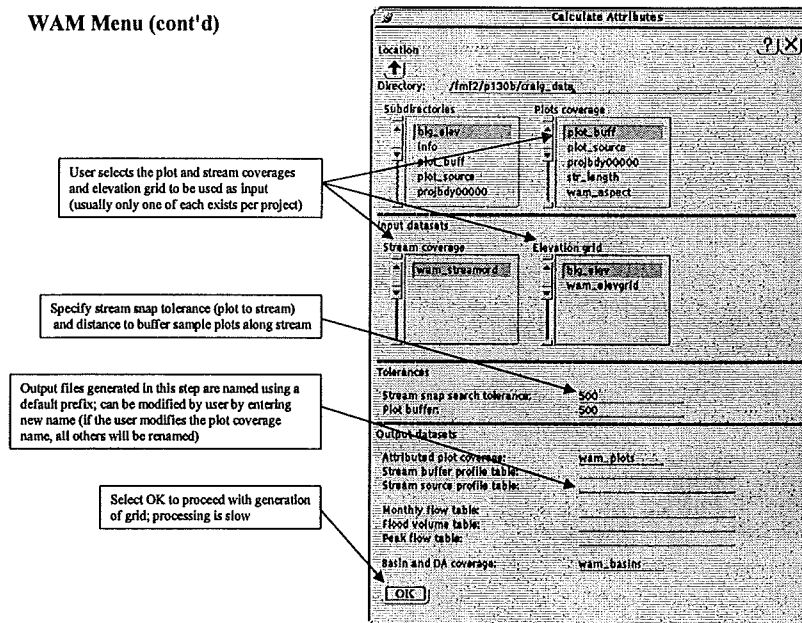 WAM Menu (cont'd)
Calculate Attributes
? X
Location
Directory: /fmf2/p130b/craig_data
Subdirectories
big_elev
info
plot_buff
plot_source
projbdy00000
Plots coverage
plot_buff
plot_source
projbdy00000
str_length
wam_aspect
User selects the plot and stream coverages
and elevation grid to be used as input
(usually only one of each exists per project)
Input datasets
Stream coverage
wam_streamord
Elevation grid
big_elev
wam_elevgrid
Specify stream snap tolerance (plot to stream)
and distance to buffer sample plots along stream
Tolerances
Stream snap search tolerance: 500
Plot buffer: 500
Output files generated in this step are named using a
default prefix; can be modified by user by entering
new name (if the user modifies the plot coverage
name, all others will be renamed)
Output datasets
Attributed plot coverage: wam_plots
Stream buffer profile table:
Stream source profile table:
Monthly flow table:
Flood volume table:
Peak flow table:
Basin and DA coverage: wam_basins
Select OK to proceed with generation
of grid; processing is slow
OK